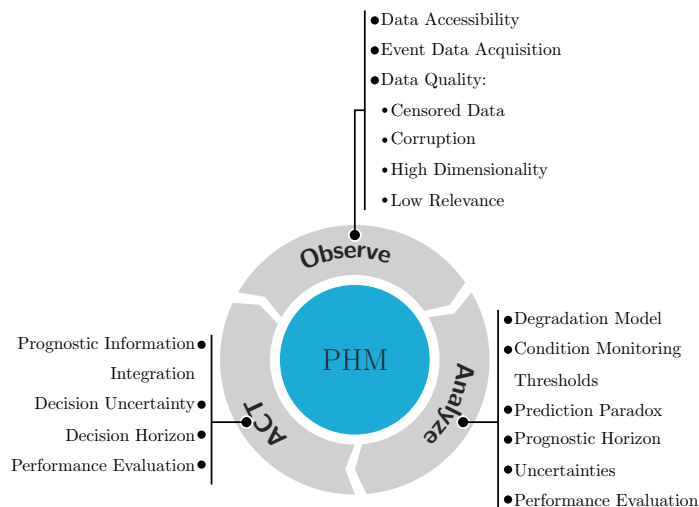 ●Data Accessibility
●Event Data Acquisition
●Data Quality:
•Censored Data
•Corruption
•High Dimensionality
•Low Relevance
Observe
PHM
Analyze
ACT
●Degradation Model
●Condition Monitoring
Thresholds
●Prediction Paradox
●Prognostic Horizon
●Uncertainties
●Performance Evaluation
Prognostic Information●
Integration
Decision Uncertainty●
Decision Horizon●
Performance Evaluation●